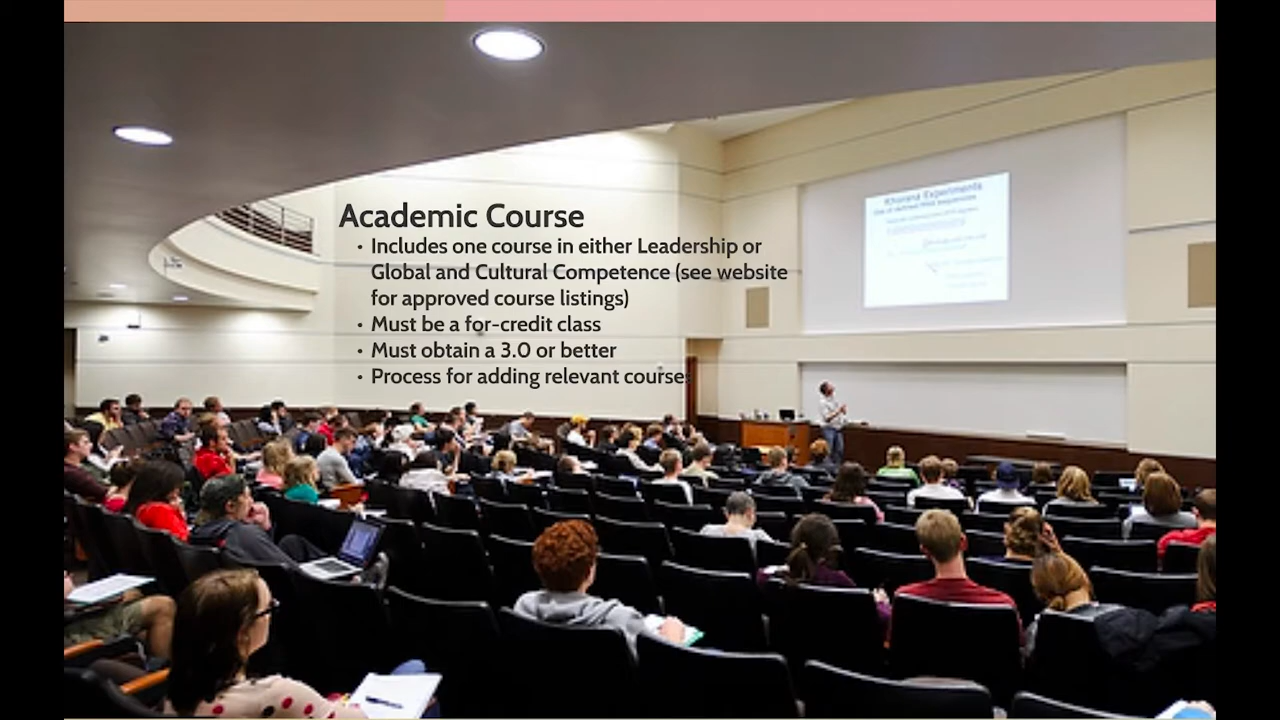 Academic Course
• Includes one course in either Leadership or
Global and Cultural Competence (see website
for approved course listings)
• Must be a for-credit class
• Must obtain a 3.0 or better
• Process for adding relevant courses
Khorana Experiments